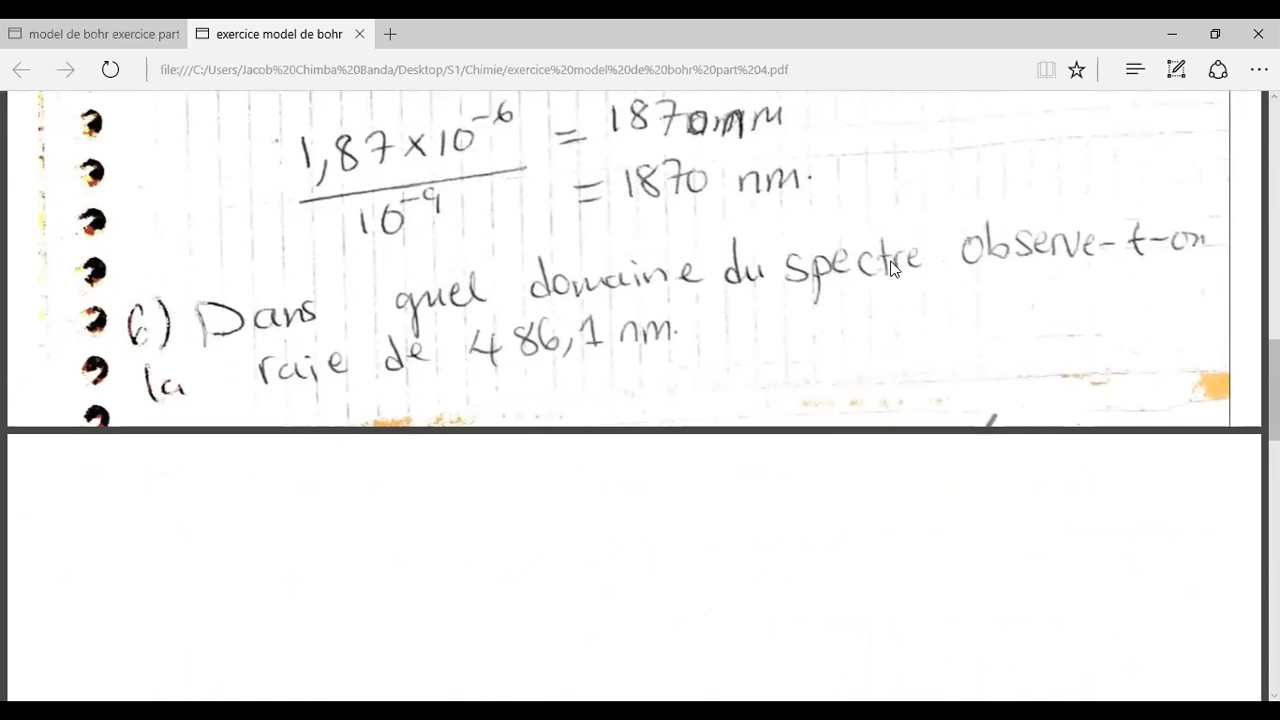 model de bohr exercice part
exercice model de bohr
file:///C:/Users/Jacob%20Chimba%20Banda/Desktop/S1/Chimie/exercice%20model%20de%20bohr%20part%204.pdf
1,87 × 10⁻⁶ = 1870 nm
10⁻⁹ = 1870 nm.
6) Dans quel domaine du spectre observe-t-on
la raie de 486,1 nm.